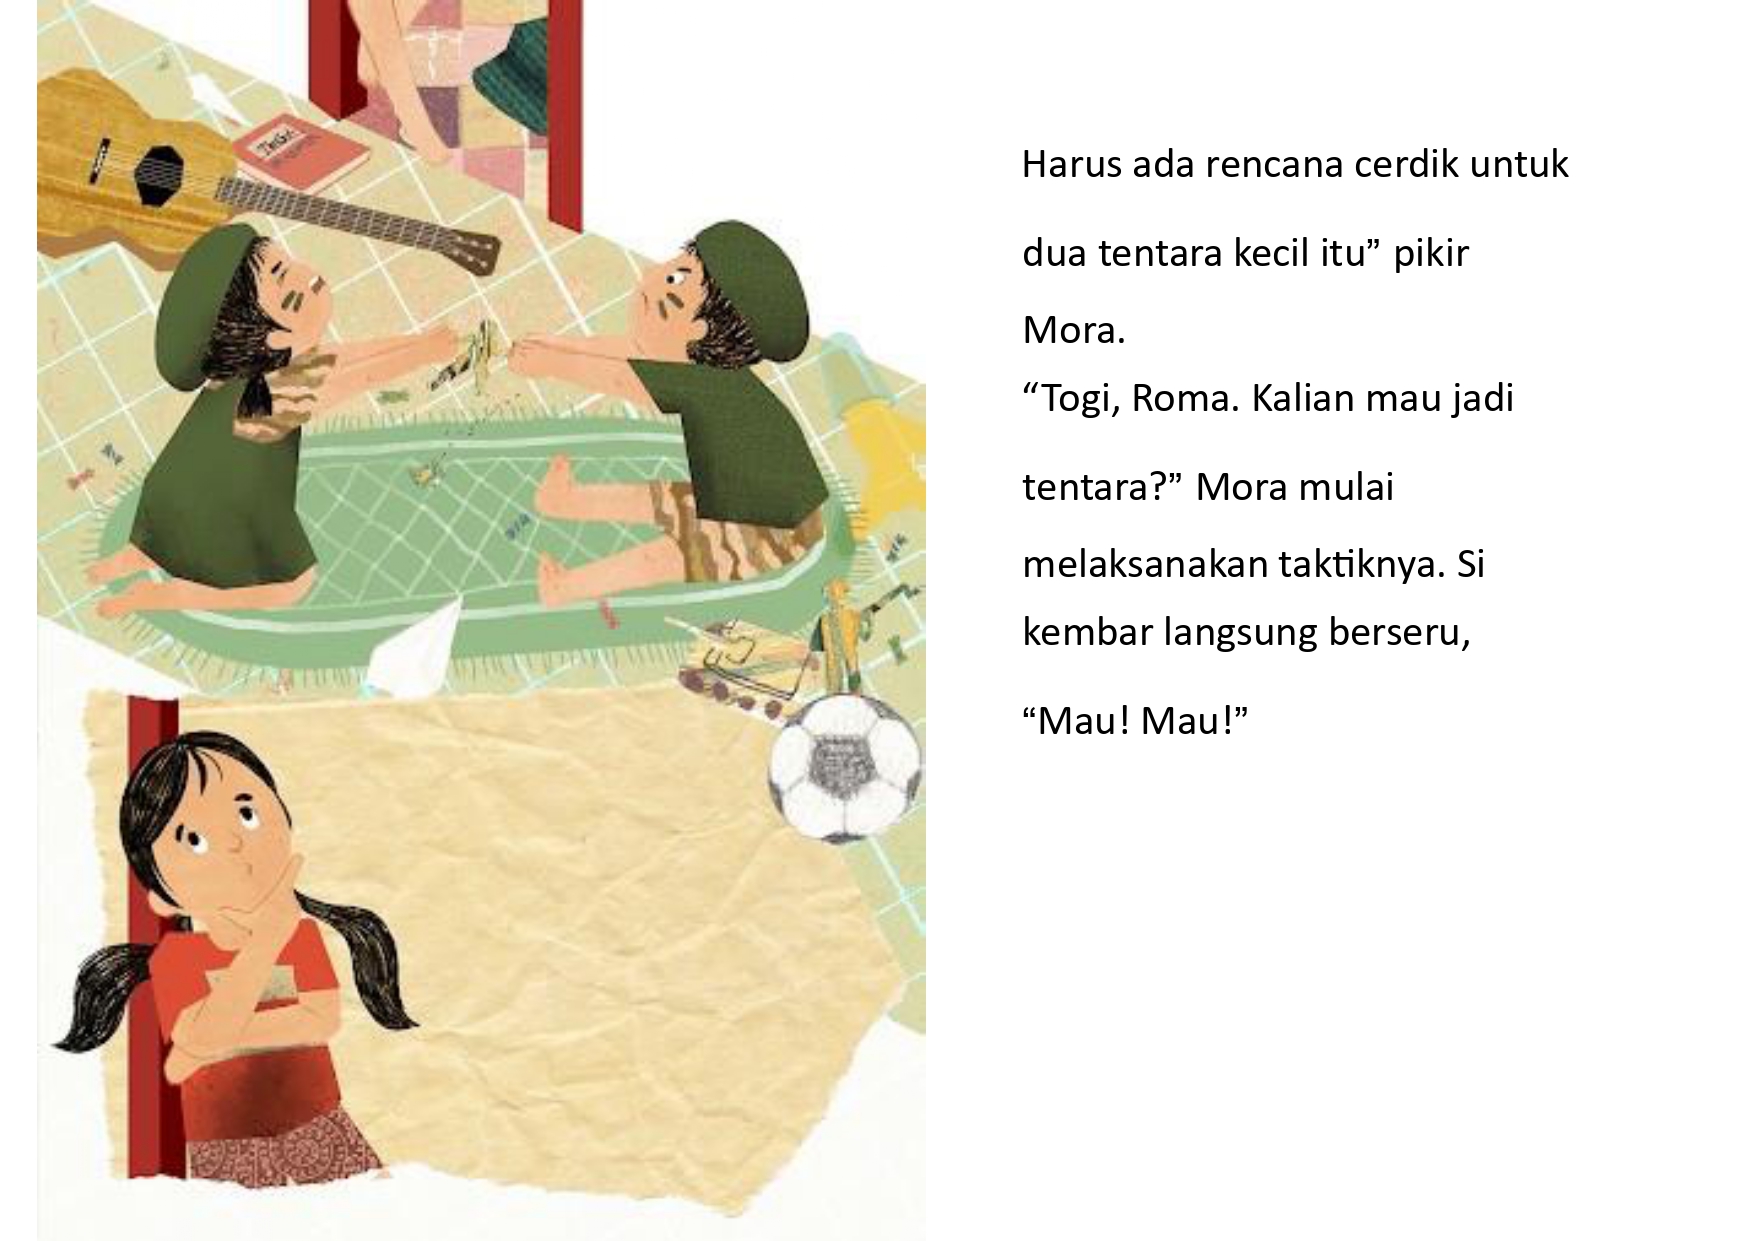 Harus ada rencana cerdik untuk
dua tentara kecil itu” pikir
Mora.
“Togi, Roma. Kalian mau jadi
tentara?” Mora mulai
melaksanakan taktiknya. Si
kembar langsung berseru,
“Mau! Mau!”